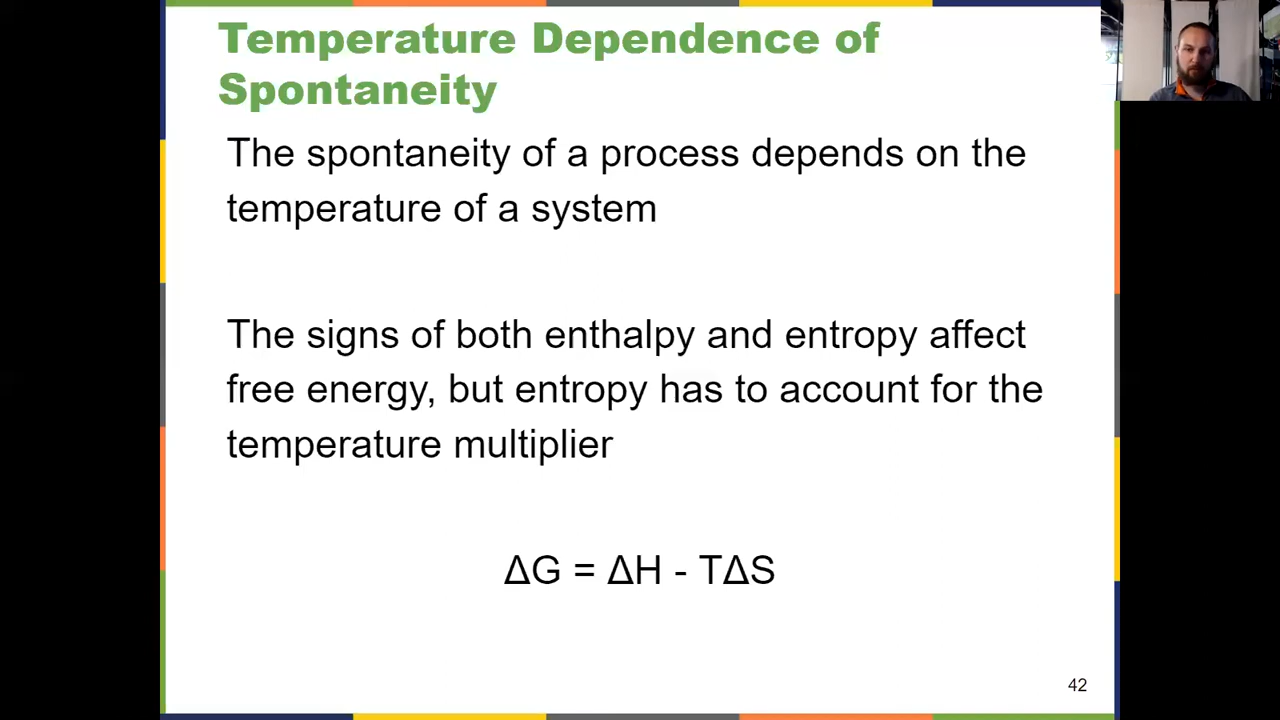 Temperature Dependence of
Spontaneity
The spontaneity of a process depends on the
temperature of a system
The signs of both enthalpy and entropy affect
free energy, but entropy has to account for the
temperature multiplier
ΔG = ΔH - TΔS
42